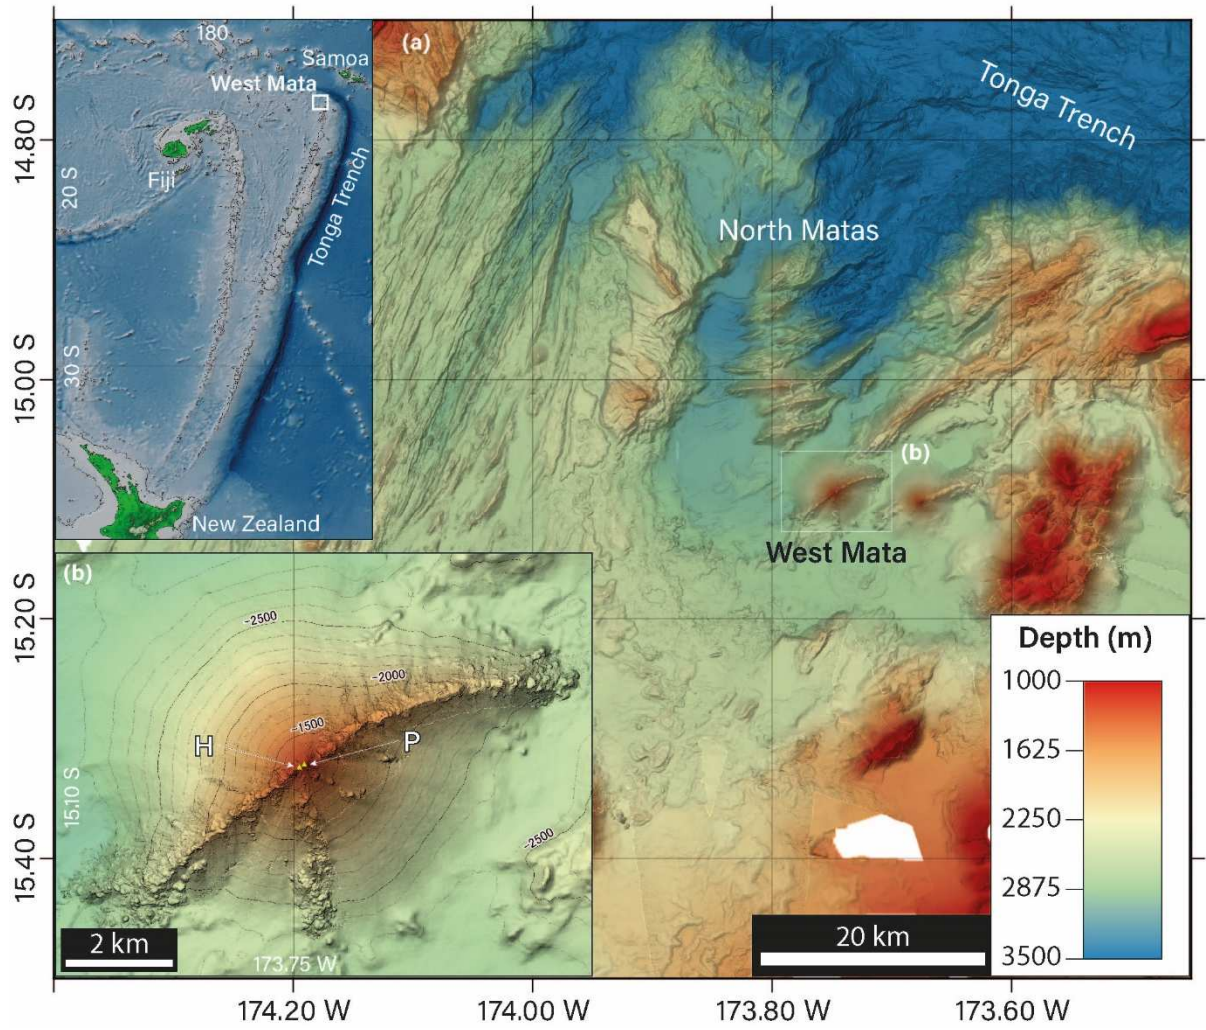 180
Samoa
West Mata
20 S
Fiji
Tonga Trench
30 S
New Zealand
(a)
Tonga Trench
North Matas
(b)
West Mata
14.80 S
15.00 S
15.20 S
15.40 S
(b)
-2500
-2000
-1500
H
P
15.10 S
-2500
2 km
173.75 W
20 km
Depth (m)
1000
1625
2250
2875
3500
174.20 W
174.00 W
173.80 W
173.60 W